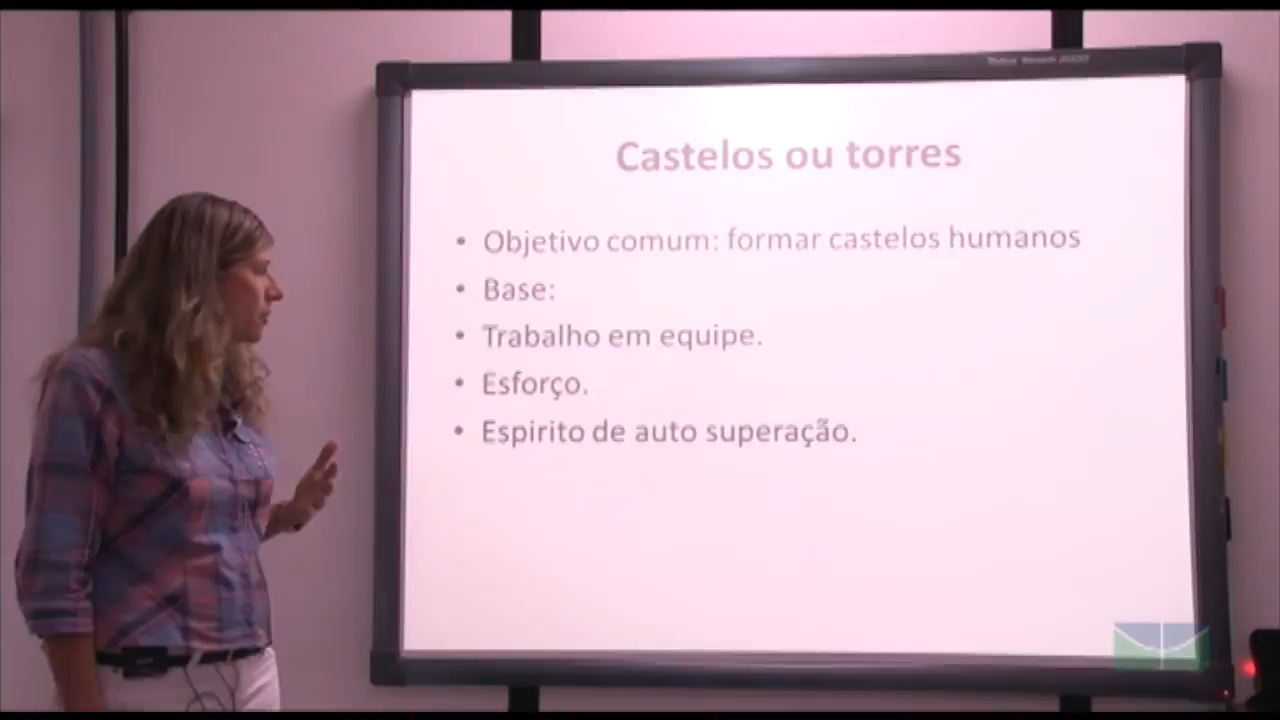 Castelos ou torres
• Objetivo comum: formar castelos humanos
• Base:
• Trabalho em equipe.
• Esforço.
• Espirito de auto superação.